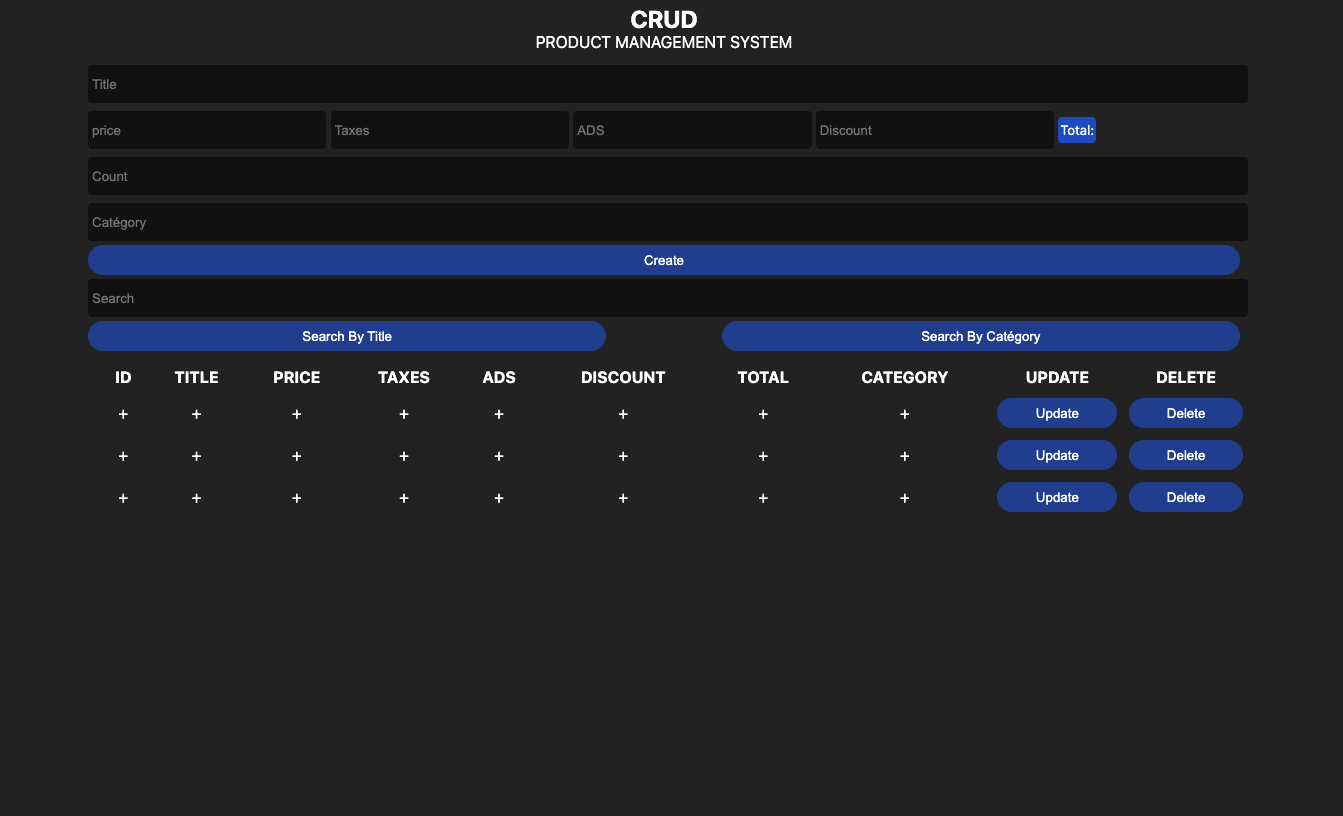 CRUD
PRODUCT MANAGEMENT SYSTEM
Title
price Taxes ADS Discount Total:
Count
Catégory
Create
Search
Search By Title Search By Catégory
ID TITLE PRICE TAXES ADS DISCOUNT TOTAL CATEGORY UPDATE DELETE
+ + + + + + + + Update Delete
+ + + + + + + + Update Delete
+ + + + + + + + Update Delete